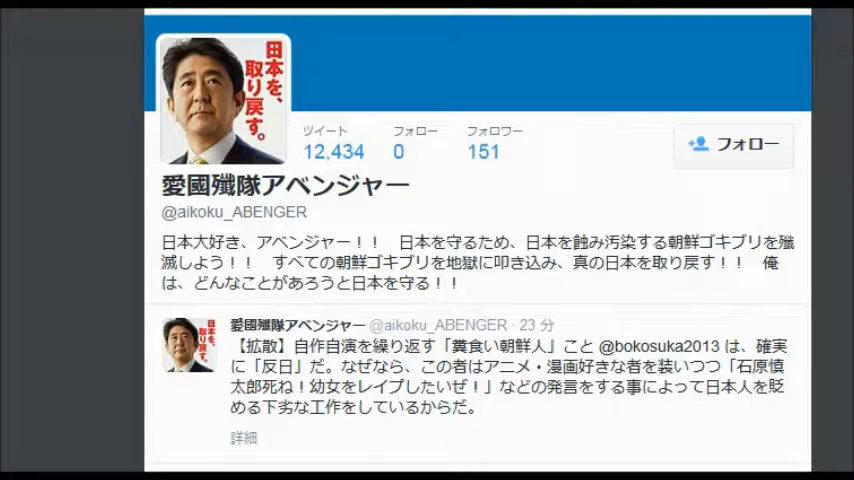 日本を、
取り戻す。
ツイート フォロー フォロワー
12,434 0 151
フォロー
愛國殲隊アベンジャー
@aikoku_ABENGER
日本大好き、アベンジャー！！　日本を守るため、日本を蝕み汚染する朝鮮ゴキブリを殲
滅しよう！！　すべての朝鮮ゴキブリを地獄に叩き込み、真の日本を取り戻す！！　俺
は、どんなことがあろうと日本を守る！！
日本を、
取り戻す。
愛國殲隊アベンジャー @aikoku_ABENGER · 23 分
【拡散】自作自演を繰り返す「糞食い朝鮮人」こと @bokosuka2013 は、確実
に「反日」だ。なぜなら、この者はアニメ・漫画好きな者を装いつつ「石原慎
太郎死ね！幼女をレイプしたいぜ！」などの発言をする事によって日本人を貶
める下劣な工作をしているからだ。
詳細